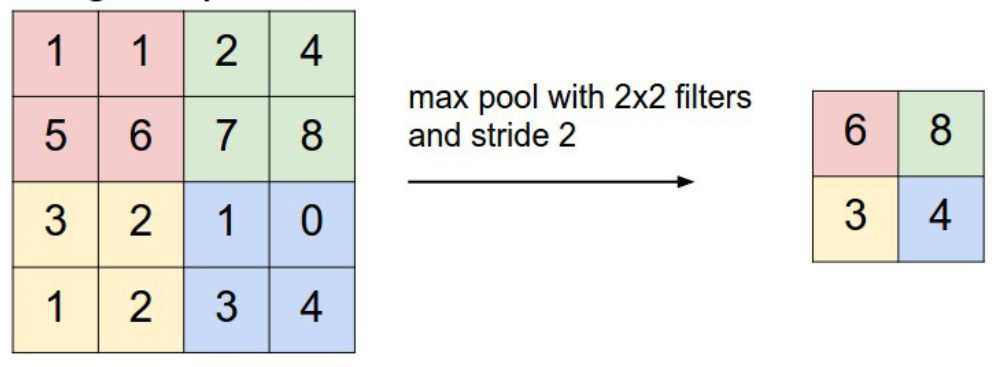 1 1 2 4
5 6 7 8
3 2 1 0
1 2 3 4
max pool with 2x2 filters
and stride 2
6 8
3 4